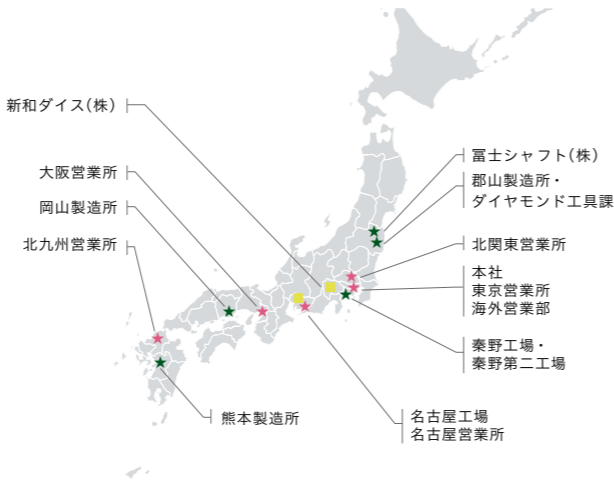 新和ダイス(株)
大阪営業所
岡山製造所
北九州営業所
冨士シャフト(株)
郡山製造所・
ダイヤモンド工具課
北関東営業所
本社
東京営業所
海外営業部
秦野工場・
秦野第二工場
名古屋工場
名古屋営業所
熊本製造所